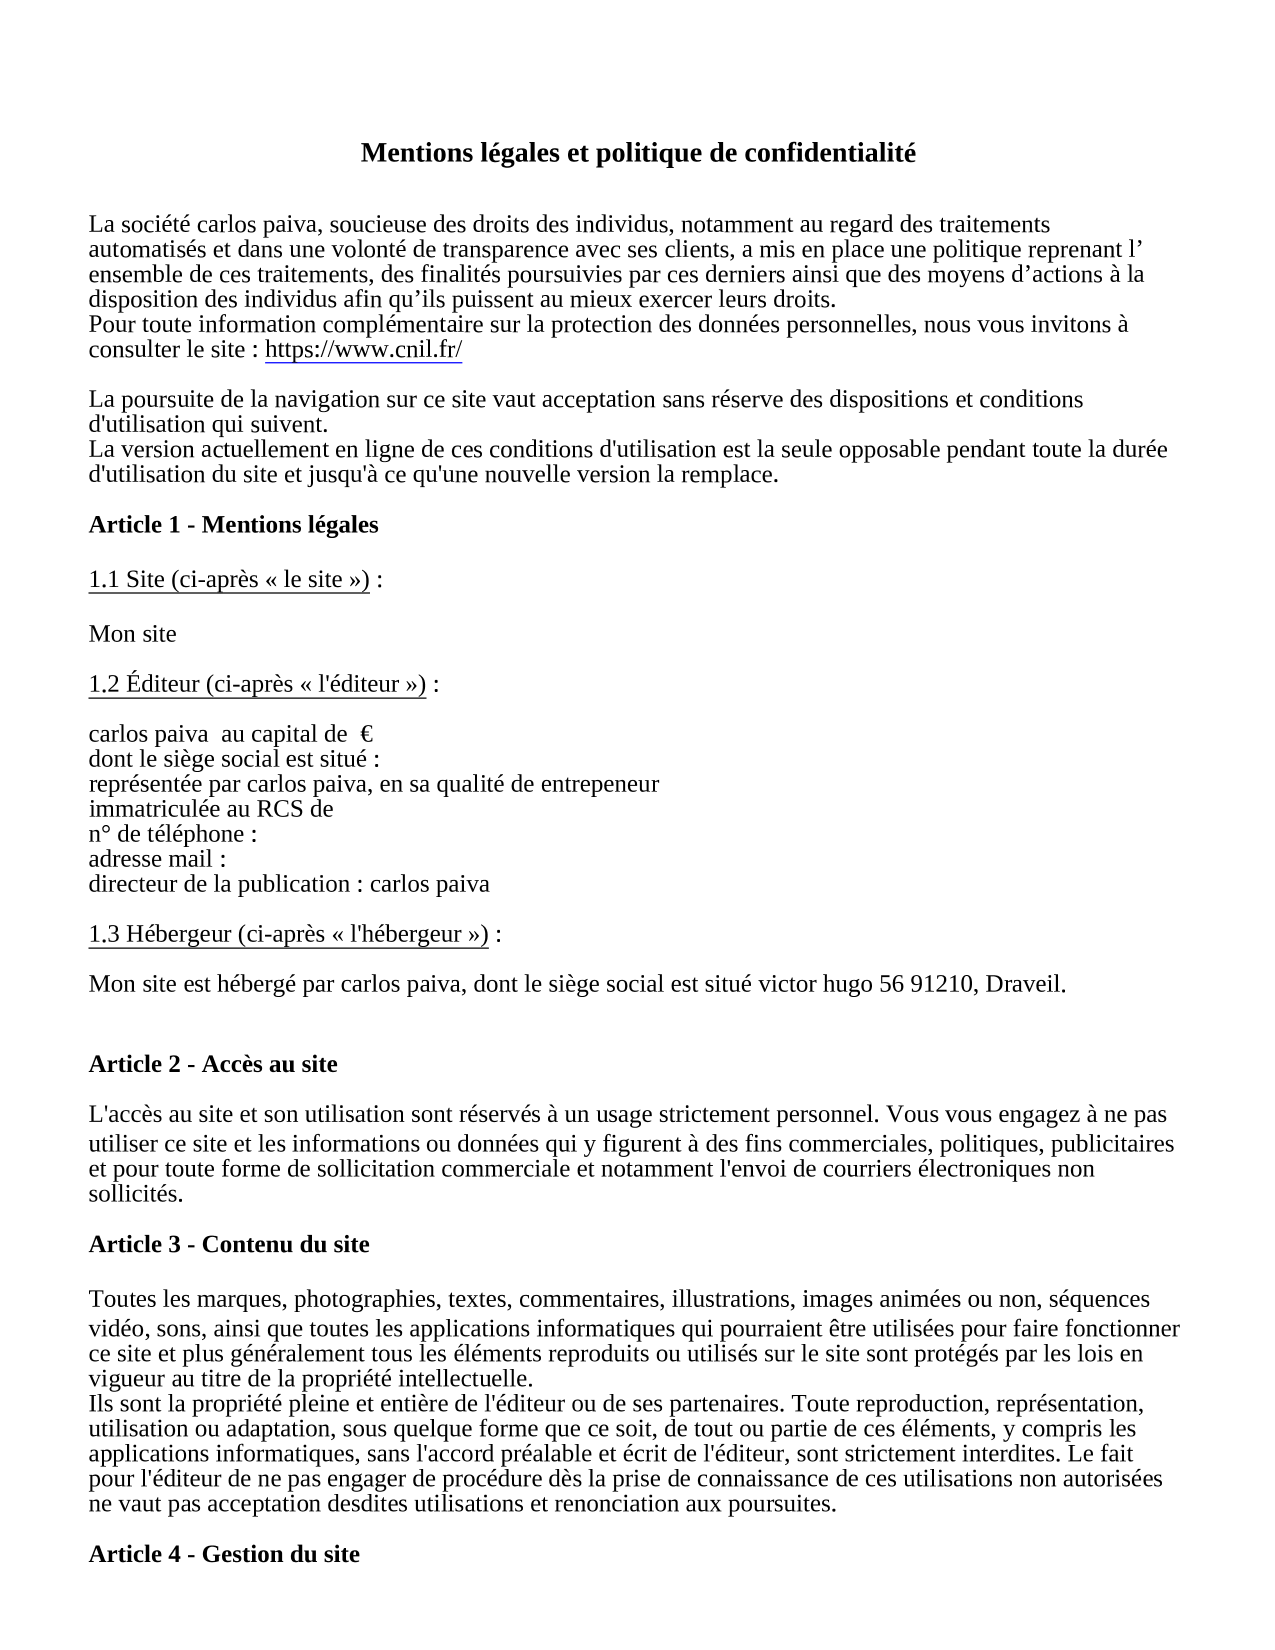 Mentions légales et politique de confidentialité
La société carlos paiva, soucieuse des droits des individus, notamment au regard des traitements
automatisés et dans une volonté de transparence avec ses clients, a mis en place une politique reprenant l’
ensemble de ces traitements, des finalités poursuivies par ces derniers ainsi que des moyens d’actions à la
disposition des individus afin qu’ils puissent au mieux exercer leurs droits.
Pour toute information complémentaire sur la protection des données personnelles, nous vous invitons à
consulter le site : https://www.cnil.fr/
La poursuite de la navigation sur ce site vaut acceptation sans réserve des dispositions et conditions
d'utilisation qui suivent.
La version actuellement en ligne de ces conditions d'utilisation est la seule opposable pendant toute la durée
d'utilisation du site et jusqu'à ce qu'une nouvelle version la remplace.
Article 1 - Mentions légales
1.1 Site (ci-après « le site ») :
Mon site
1.2 Éditeur (ci-après « l'éditeur ») :
carlos paiva  au capital de  €
dont le siège social est situé :
représentée par carlos paiva, en sa qualité de entrepeneur
immatriculée au RCS de
n° de téléphone :
adresse mail :
directeur de la publication : carlos paiva
1.3 Hébergeur (ci-après « l'hébergeur ») :
Mon site est hébergé par carlos paiva, dont le siège social est situé victor hugo 56 91210, Draveil.
Article 2 - Accès au site
L'accès au site et son utilisation sont réservés à un usage strictement personnel. Vous vous engagez à ne pas
utiliser ce site et les informations ou données qui y figurent à des fins commerciales, politiques, publicitaires
et pour toute forme de sollicitation commerciale et notamment l'envoi de courriers électroniques non
sollicités.
Article 3 - Contenu du site
Toutes les marques, photographies, textes, commentaires, illustrations, images animées ou non, séquences
vidéo, sons, ainsi que toutes les applications informatiques qui pourraient être utilisées pour faire fonctionner
ce site et plus généralement tous les éléments reproduits ou utilisés sur le site sont protégés par les lois en
vigueur au titre de la propriété intellectuelle.
Ils sont la propriété pleine et entière de l'éditeur ou de ses partenaires. Toute reproduction, représentation,
utilisation ou adaptation, sous quelque forme que ce soit, de tout ou partie de ces éléments, y compris les
applications informatiques, sans l'accord préalable et écrit de l'éditeur, sont strictement interdites. Le fait
pour l'éditeur de ne pas engager de procédure dès la prise de connaissance de ces utilisations non autorisées
ne vaut pas acceptation desdites utilisations et renonciation aux poursuites.
Article 4 - Gestion du site